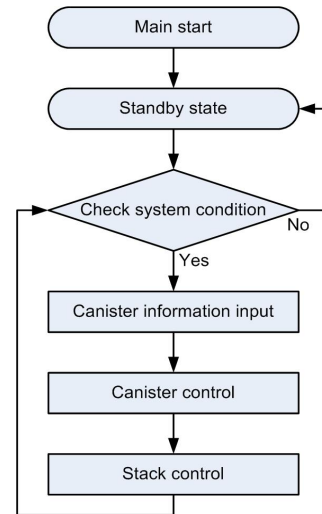 Main start
Standby state
Check system condition
No
Yes
Canister information input
Canister control
Stack control